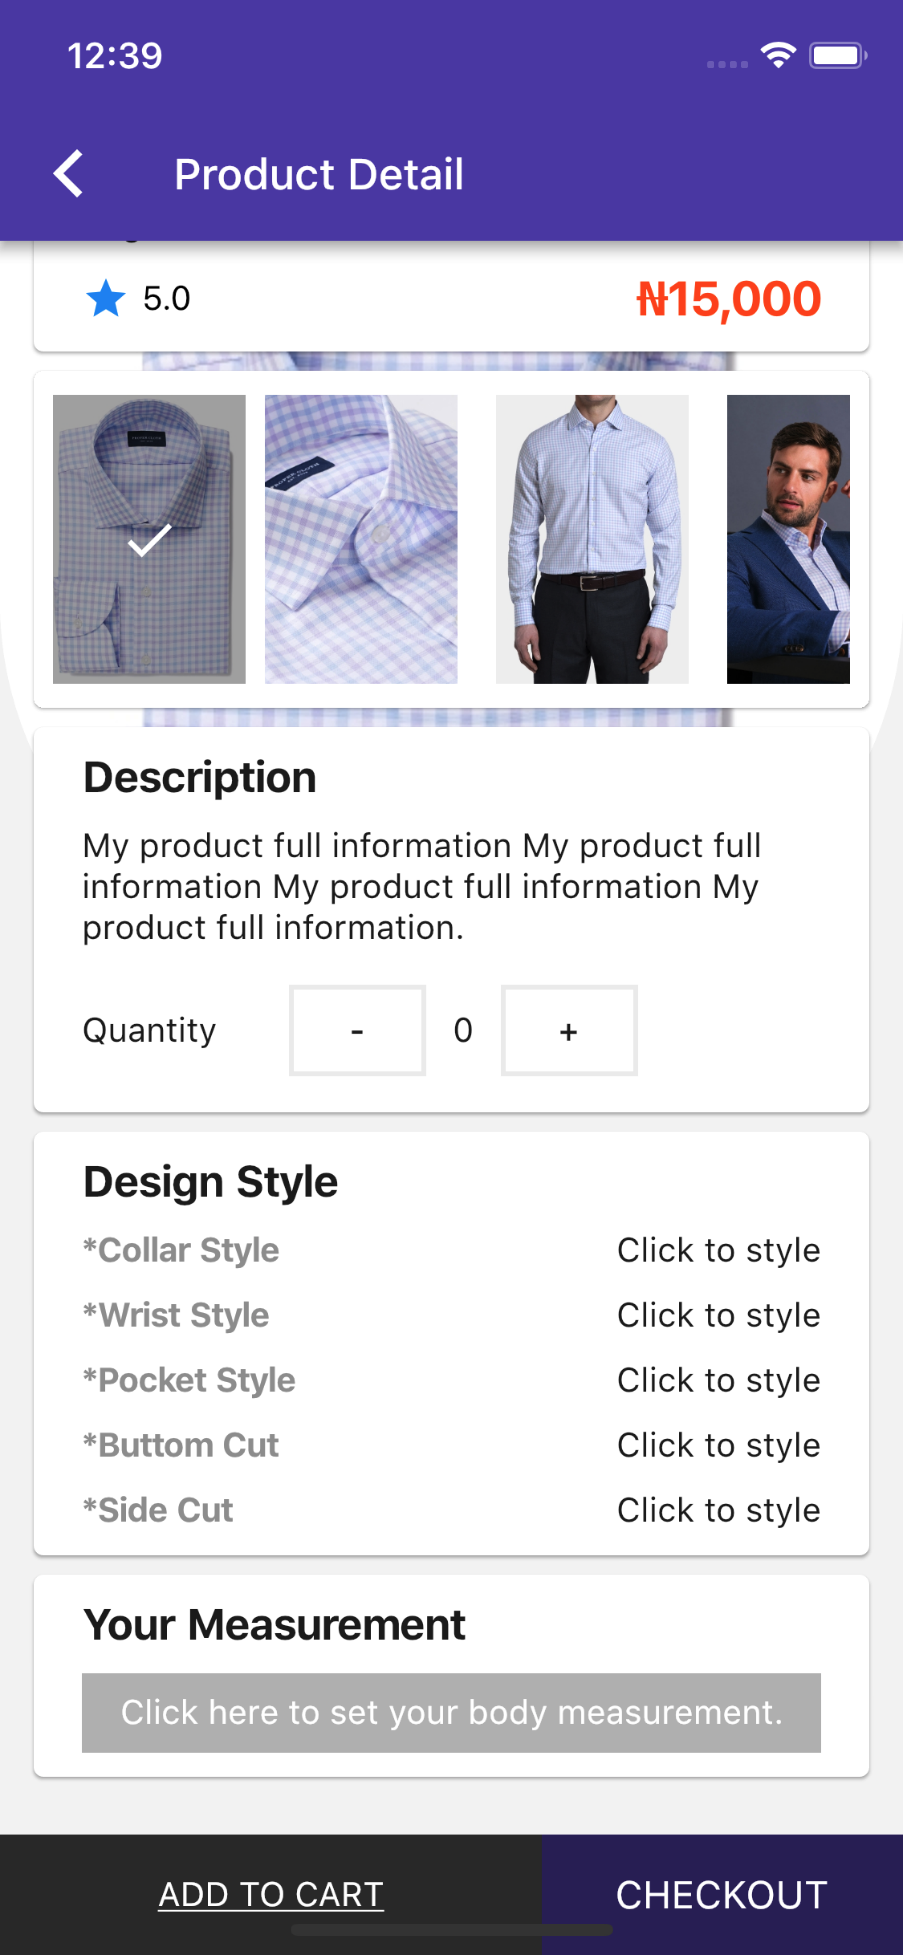 12:39
Product Detail
5.0
₦15,000
Description
My product full information My product full
information My product full information My
product full information.
Quantity - 0 +
Design Style
*Collar Style Click to style
*Wrist Style Click to style
*Pocket Style Click to style
*Buttom Cut Click to style
*Side Cut Click to style
Your Measurement
Click here to set your body measurement.
ADD TO CART CHECKOUT